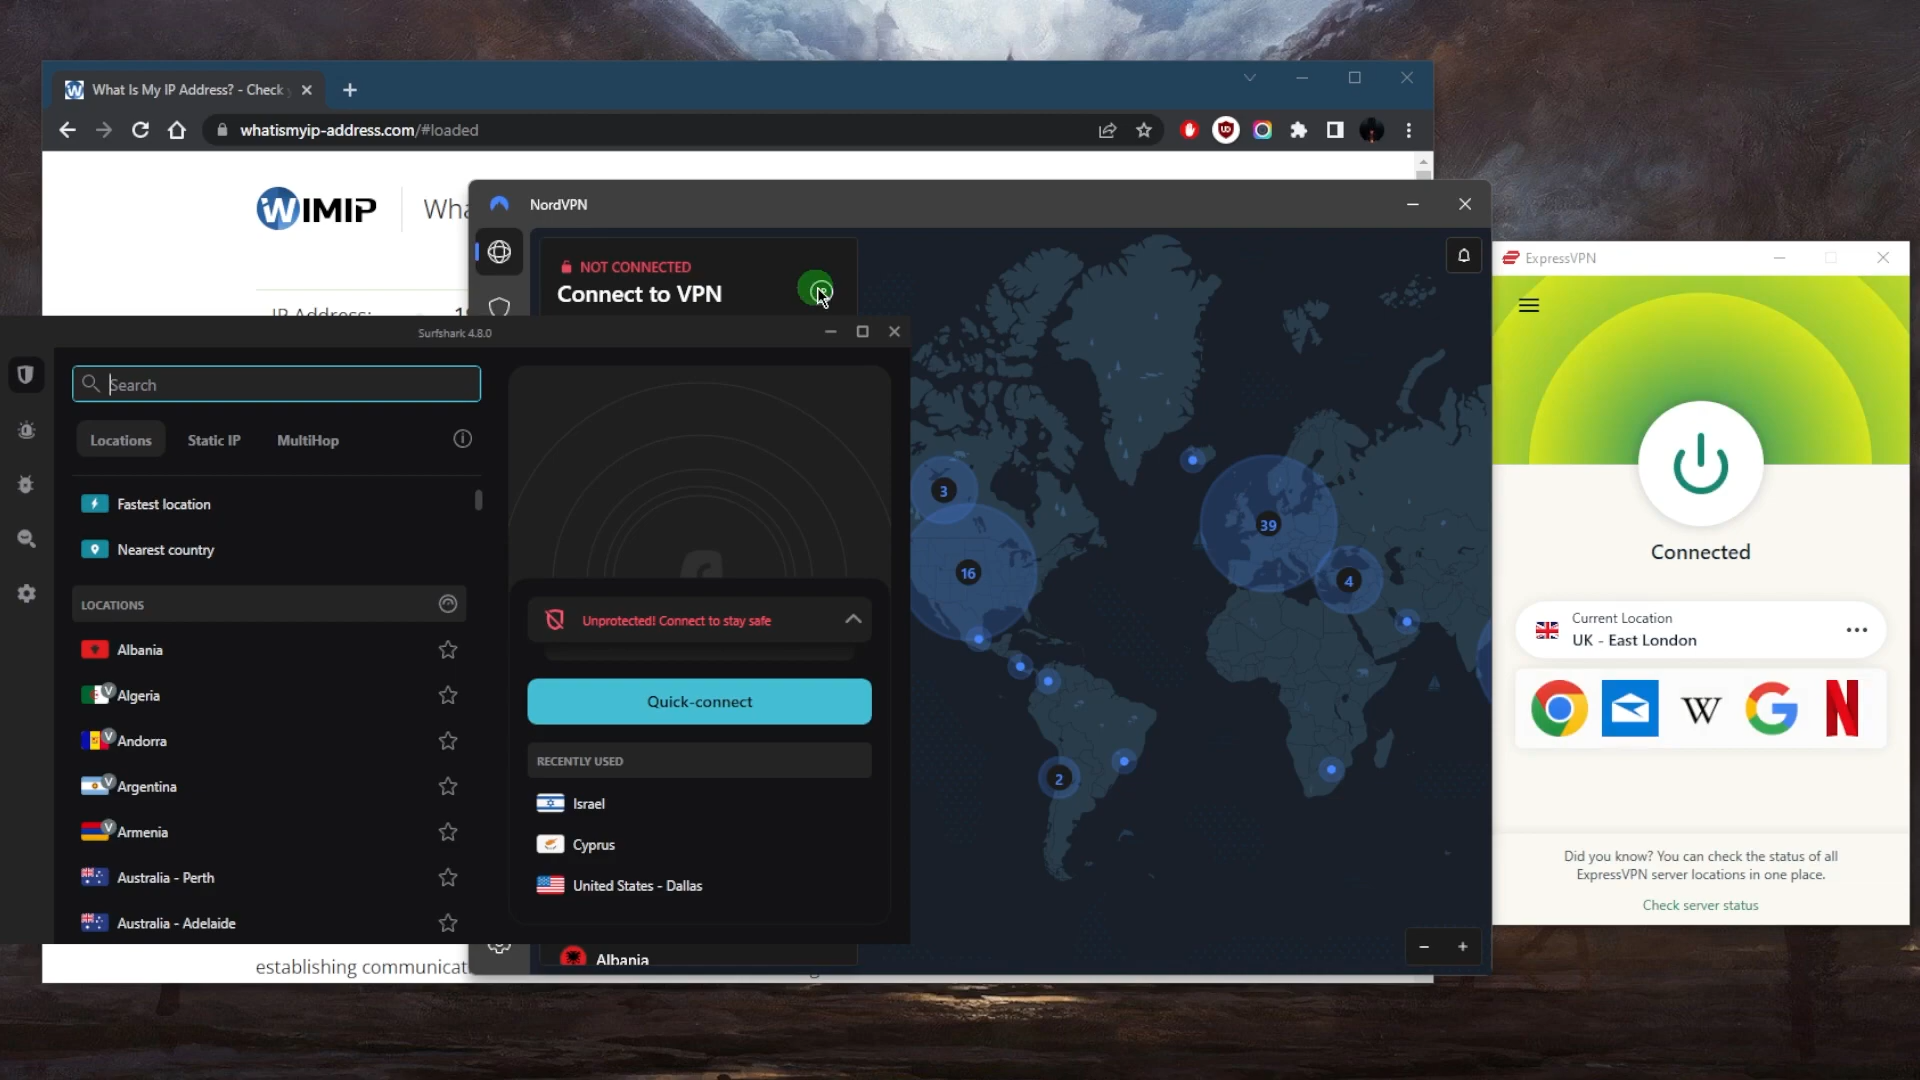 What Is My IP Address? - Check
whatismyip-address.com/#loaded
WIMIP
Wha
IP Address:
NordVPN
NOT CONNECTED
Connect to VPN
Surfshark 4.8.0
Search
Locations
Static IP
MultiHop
Fastest location
Nearest country
LOCATIONS
Albania
V
Algeria
V
Andorra
V
Argentina
V
Armenia
Australia - Perth
Australia - Adelaide
Unprotected! Connect to stay safe
Quick-connect
RECENTLY USED
Israel
Cyprus
United States - Dallas
3
16
39
4
2
Albania
establishing communicat
ExpressVPN
Connected
Current Location
UK - East London
W
G
N
Did you know? You can check the status of all
ExpressVPN server locations in one place.
Check server status